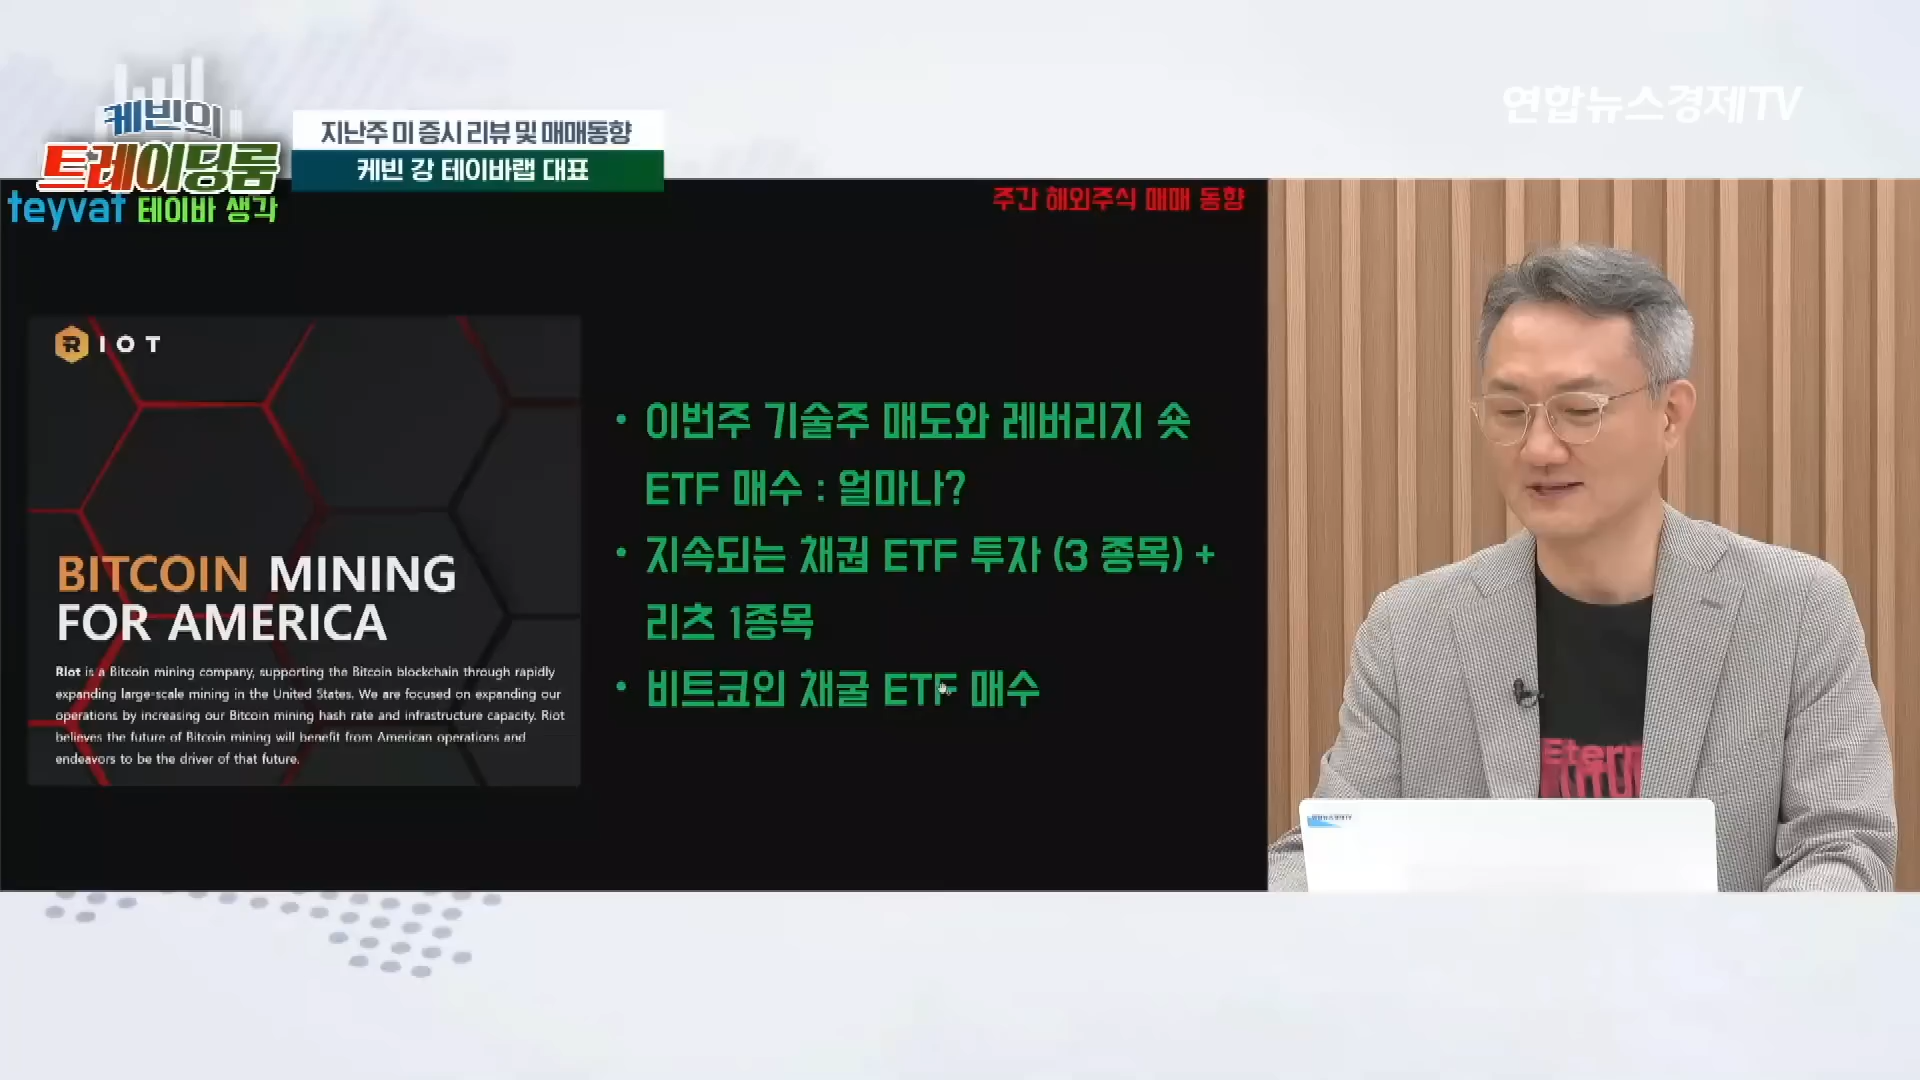 케빈의
트레이딩룸
teyvat 테이바 생각
지난주 미 증시 리뷰 및 매매동향
케빈 강 테이바랩 대표
연합뉴스경제TV
주간 해외주식 매매 동향
RIOT
BITCOIN MINING
FOR AMERICA
Riot is a Bitcoin mining company, supporting the Bitcoin blockchain through rapidly
expanding large-scale mining in the United States. We are focused on expanding our
operations by increasing our Bitcoin mining hash rate and infrastructure capacity. Riot
believes the future of Bitcoin mining will benefit from American operations and
endeavors to be the driver of that future.
• 이번주 기술주 매도와 레버리지 숏
ETF 매수 : 얼마나?
• 지속되는 채권 ETF 투자 (3 종목) +
리츠 1종목
• 비트코인 채굴 ETF 매수
연합뉴스경제TV